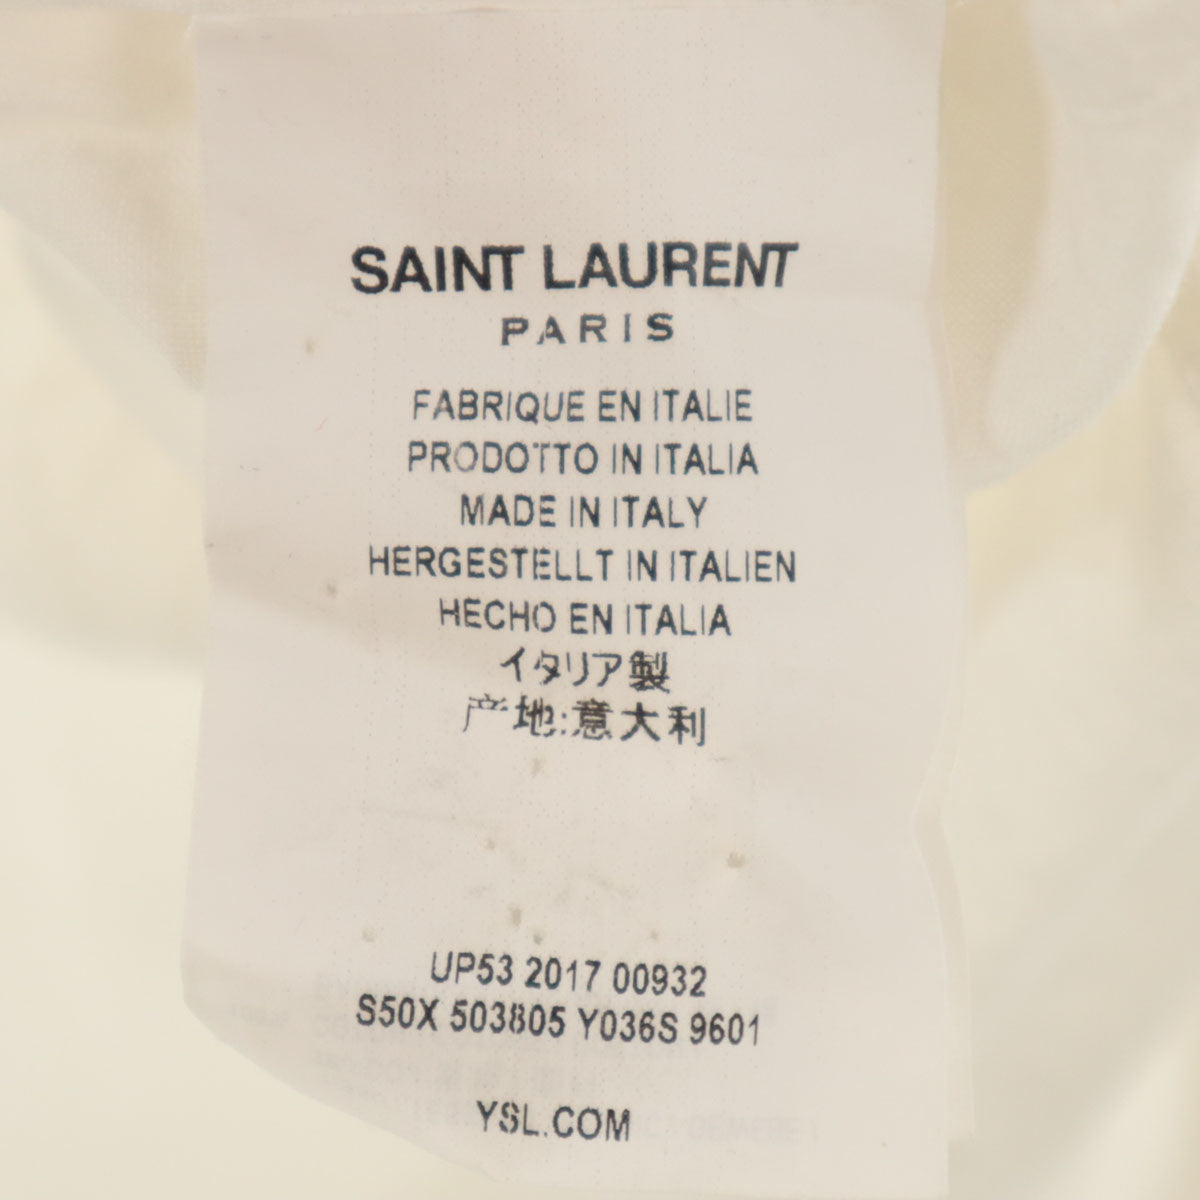 SAINT LAURENT
PARIS
FABRIQUE EN ITALIE
PRODOTTO IN ITALIA
MADE IN ITALY
HERGESTELLT IN ITALIEN
HECHO EN ITALIA
イタリア製
产地:意大利
UP53 2017 00932
S50X 503805 Y036S 9601
YSL.COM